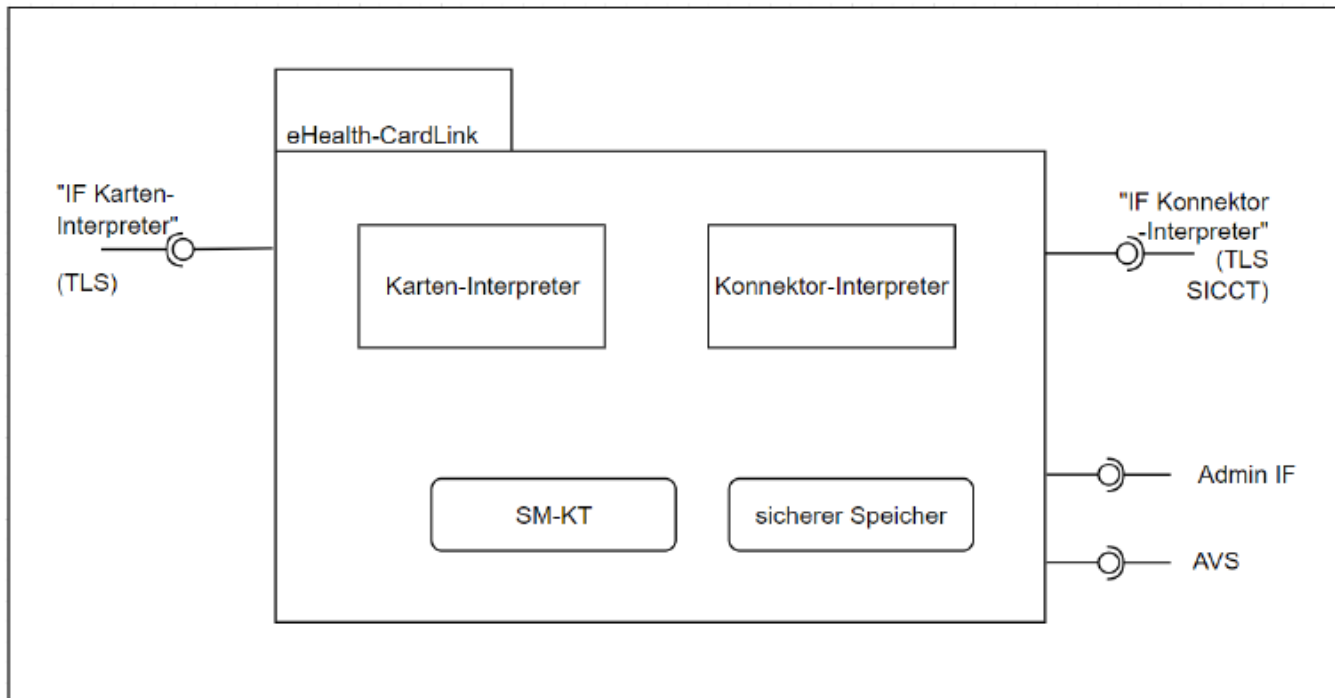 eHealth-CardLink
"IF Karten-
Interpreter"
(TLS)
Karten-Interpreter
Konnektor-Interpreter
"IF Konnektor
-Interpreter"
(TLS
SICCT)
SM-KT
sicherer Speicher
Admin IF
AVS